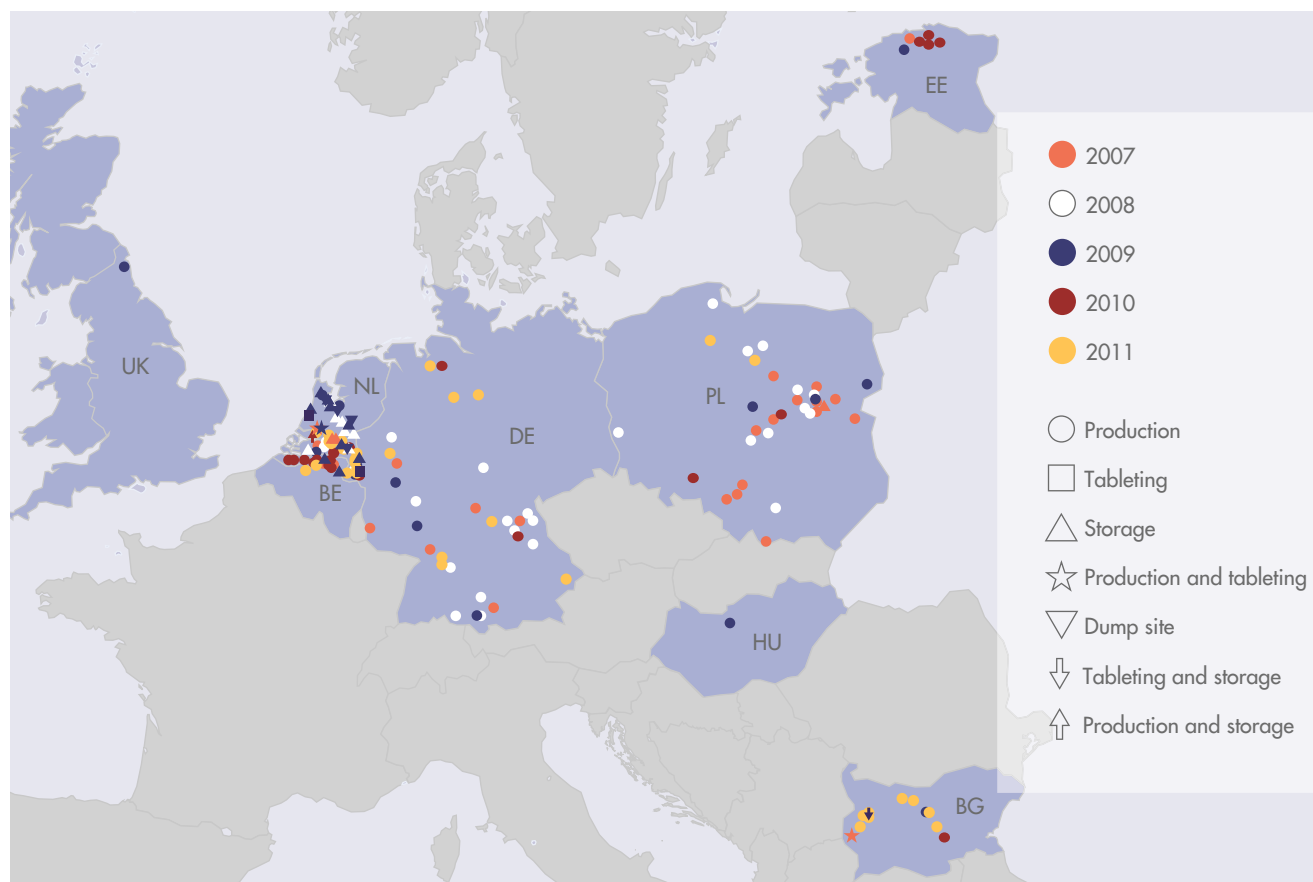 EE
2007
2008
2009
2010
2011
UK
NL
PL
DE
BE
Production
Tableting
Storage
Production and tableting
Dump site
HU
Tableting and storage
Production and storage
BG